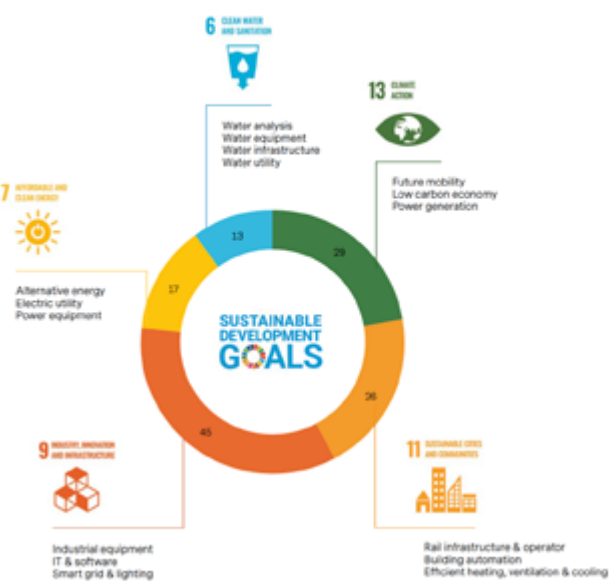 6 CLEAN WATER
AND SANITATION
Water analysis
Water equipment
Water infrastructure
Water utility
13 CLIMATE
ACTION
Future mobility
Low carbon economy
Power generation
7 AFFORDABLE AND
CLEAN ENERGY
Alternative energy
Electric utility
Power equipment
13
29
17
SUSTAINABLE
DEVELOPMENT
GOALS
26
45
9 INDUSTRY, INNOVATION
AND INFRASTRUCTURE
Industrial equipment
IT & software
Smart grid & lighting
11 SUSTAINABLE CITIES
AND COMMUNITIES
Rail infrastructure & operator
Building automation
Efficient heating, ventilation & cooling